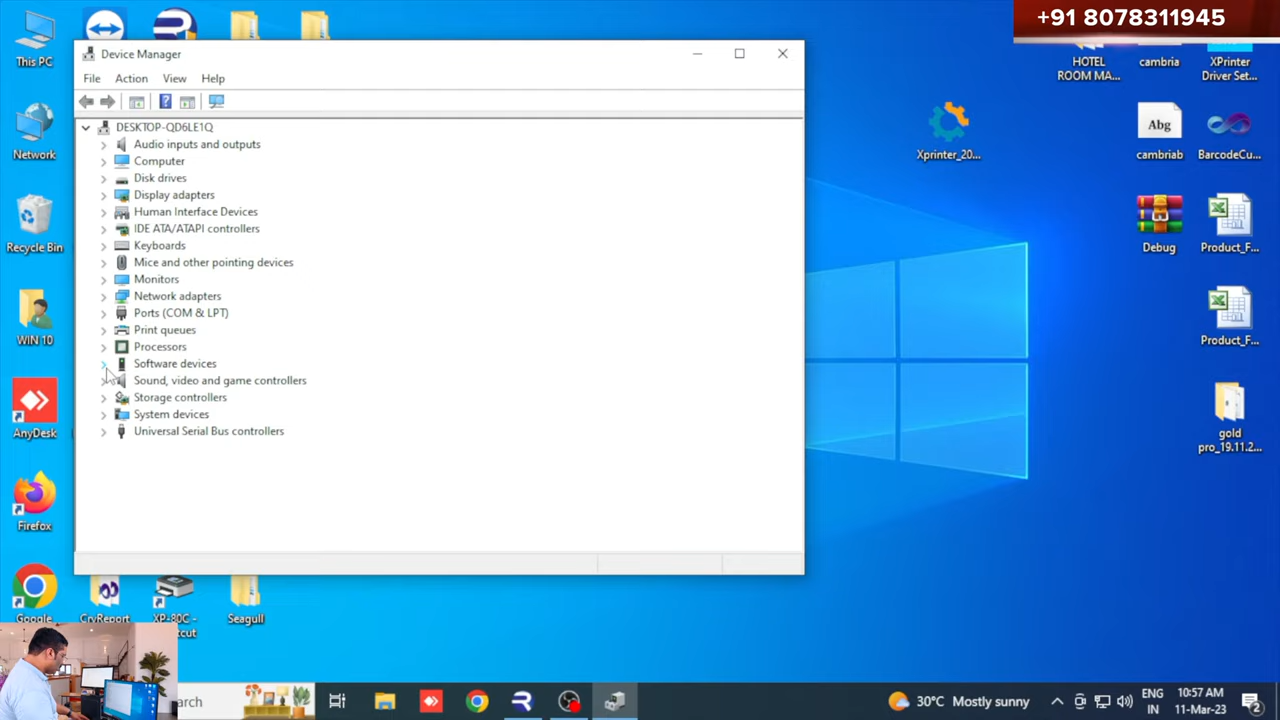 +91 8078311945
Device Manager
File Action View Help
DESKTOP-QD6LE1Q
Audio inputs and outputs
Computer
Disk drives
Display adapters
Human Interface Devices
IDE ATA/ATAPI controllers
Keyboards
Mice and other pointing devices
Monitors
Network adapters
Ports (COM & LPT)
Print queues
Processors
Software devices
Sound, video and game controllers
Storage controllers
System devices
Universal Serial Bus controllers
This PC
Network
Recycle Bin
WIN 10
AnyDesk
Firefox
Google
CryReport
XP-80C -
Seagull
Xprinter_20...
HOTEL
ROOM MA...
cambria
XPrinter
Driver Set...
Abg
cambriab
BarcodeCu...
Debug
Product_F...
Product_F...
gold
pro_19.11.2...
30°C Mostly sunny
ENG
IN
10:57 AM
11-Mar-23
2